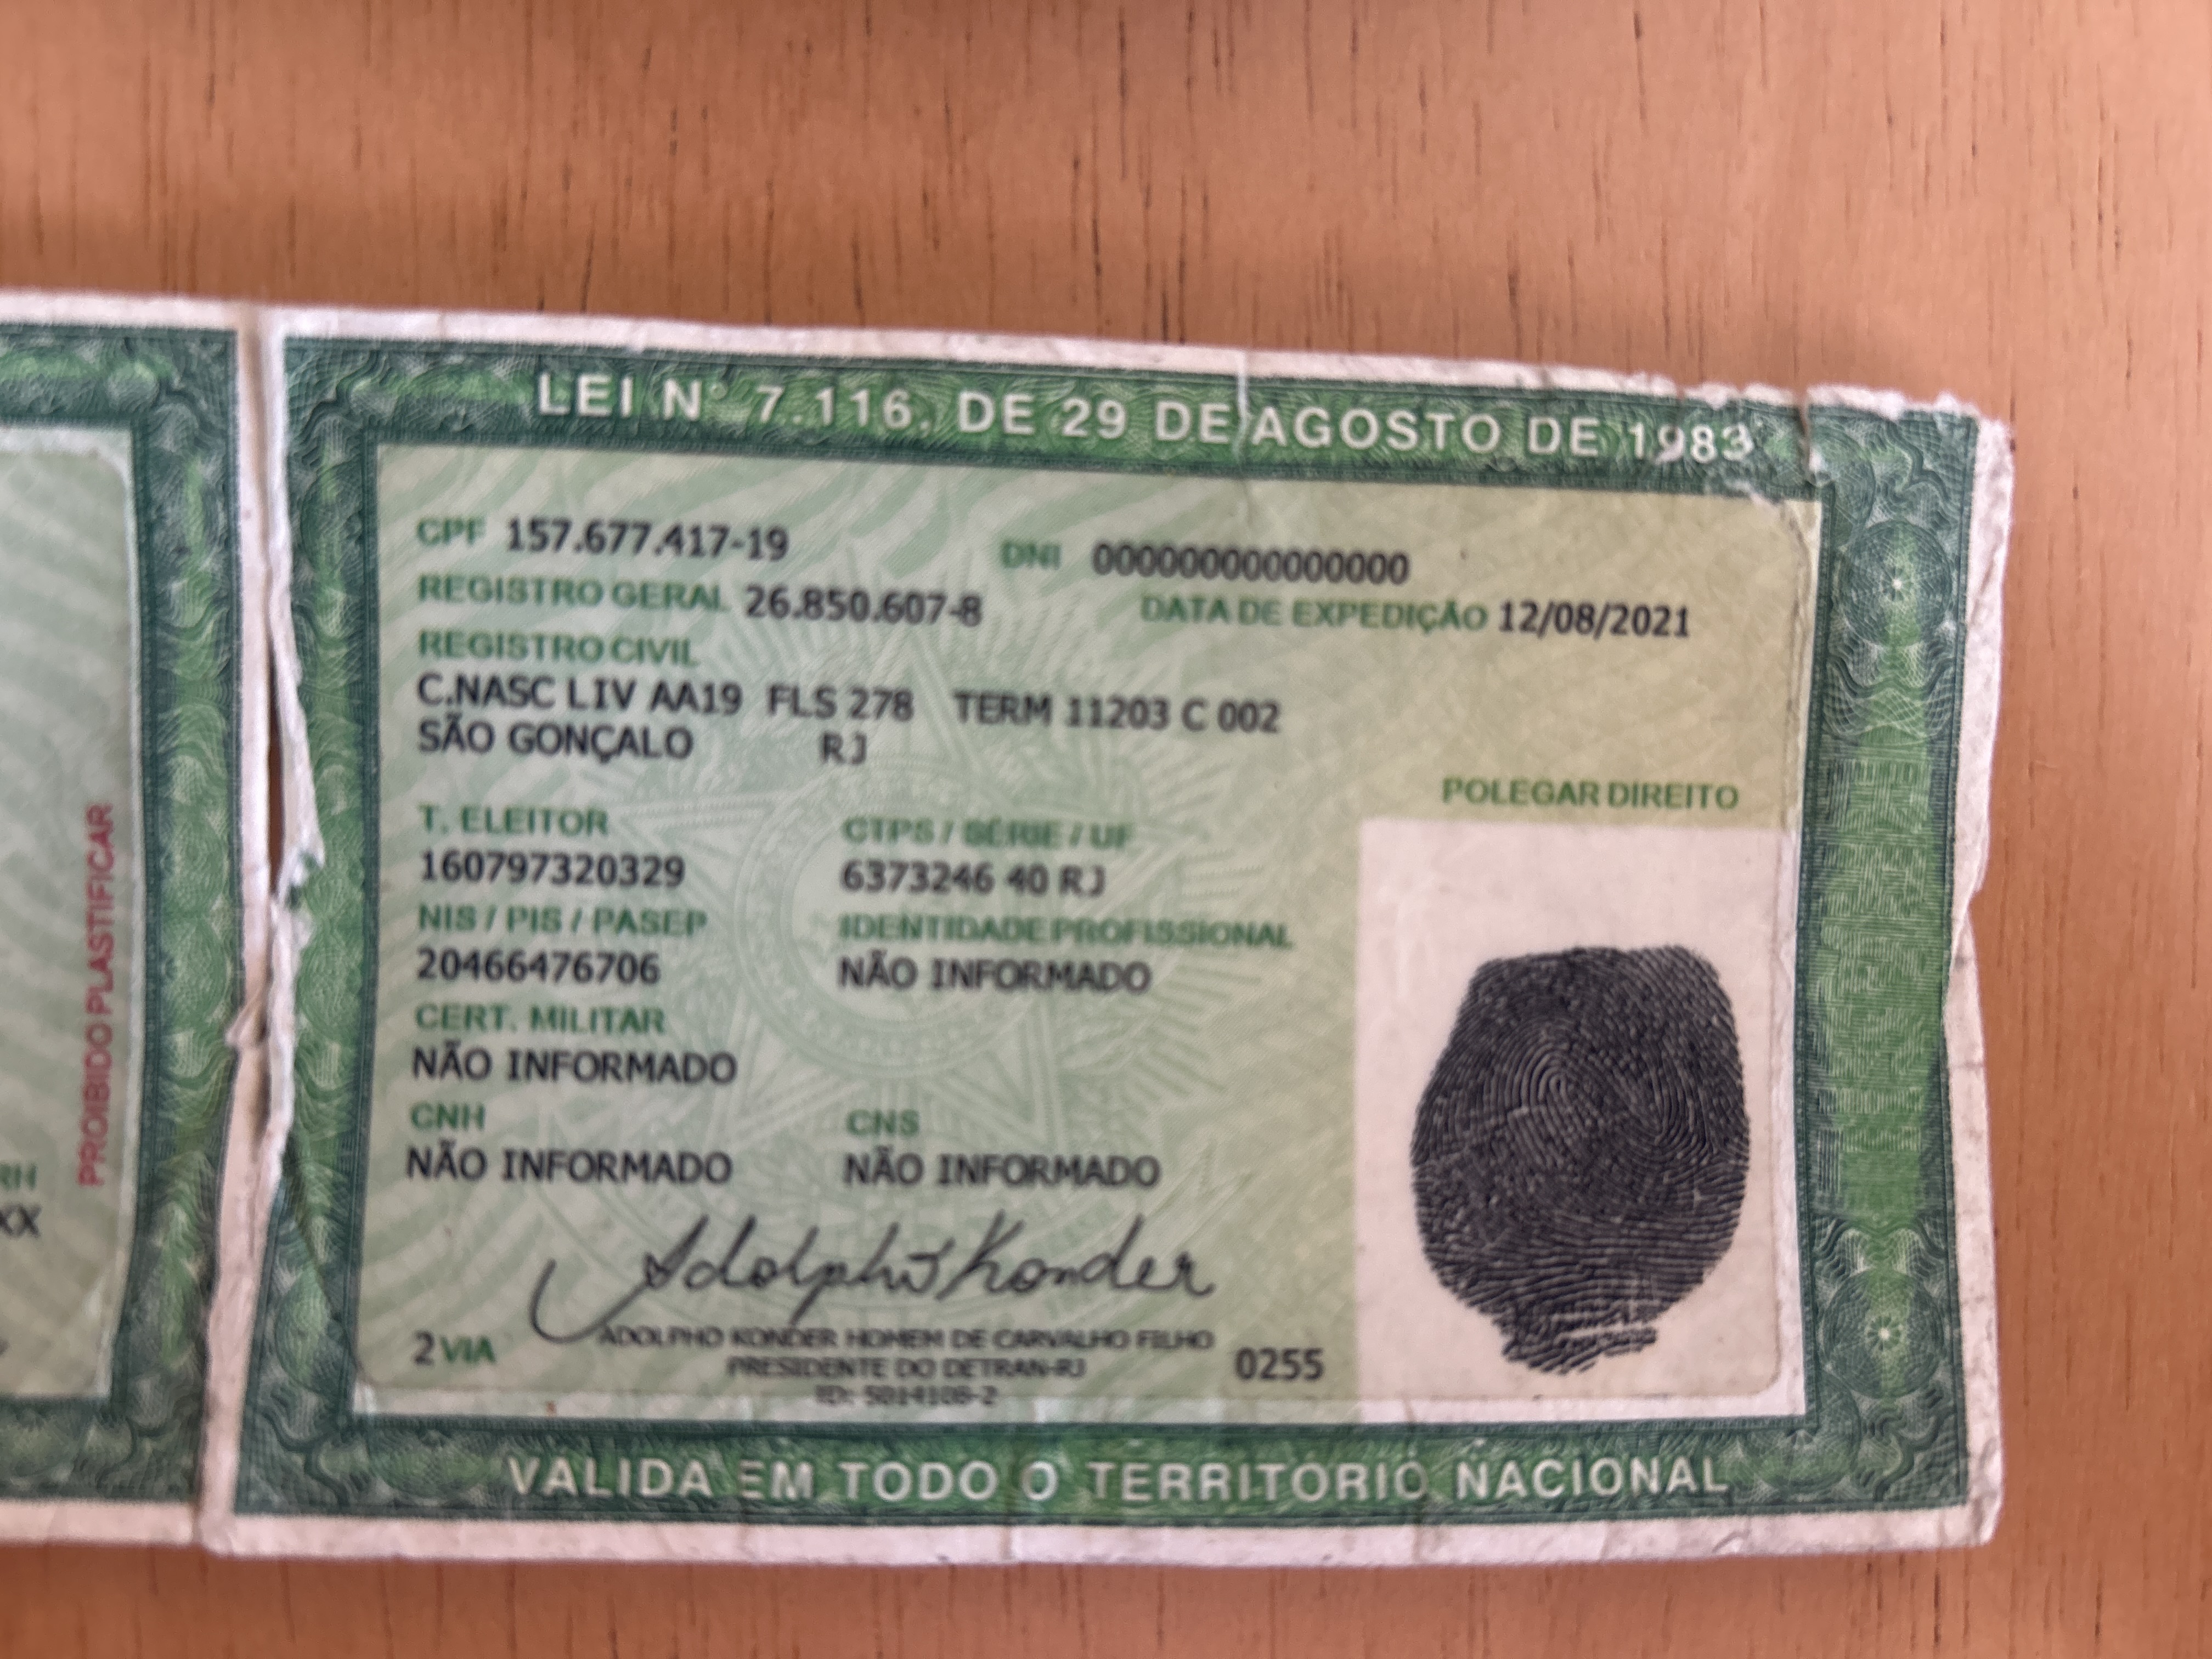 LEI Nº 7.116, DE 29 DE AGOSTO DE 1983
CPF 157.677.417-19 DNI 000000000000000
REGISTRO GERAL 26.850.607-8 DATA DE EXPEDIÇÃO 12/08/2021
REGISTRO CIVIL
C.NASC LIV AA19 FLS 278 TERM 11203 C 002
SÃO GONÇALO RJ
POLEGAR DIREITO
T. ELEITOR CTPS / SÉRIE / UF
160797320329 6373246 40 RJ
NIS / PIS / PASEP IDENTIDADE PROFISSIONAL
20466476706 NÃO INFORMADO
CERT. MILITAR
NÃO INFORMADO
CNH CNS
NÃO INFORMADO NÃO INFORMADO
Adolpho Konder
2 VIA ADOLPHO KONDER HOMEM DE CARVALHO FILHO 0255
PRESIDENTE DO DETRAN-RJ
ID: 5014106-2
VALIDA EM TODO O TERRITORIO NACIONAL
PROIBIDO PLASTIFICAR
RH
XX